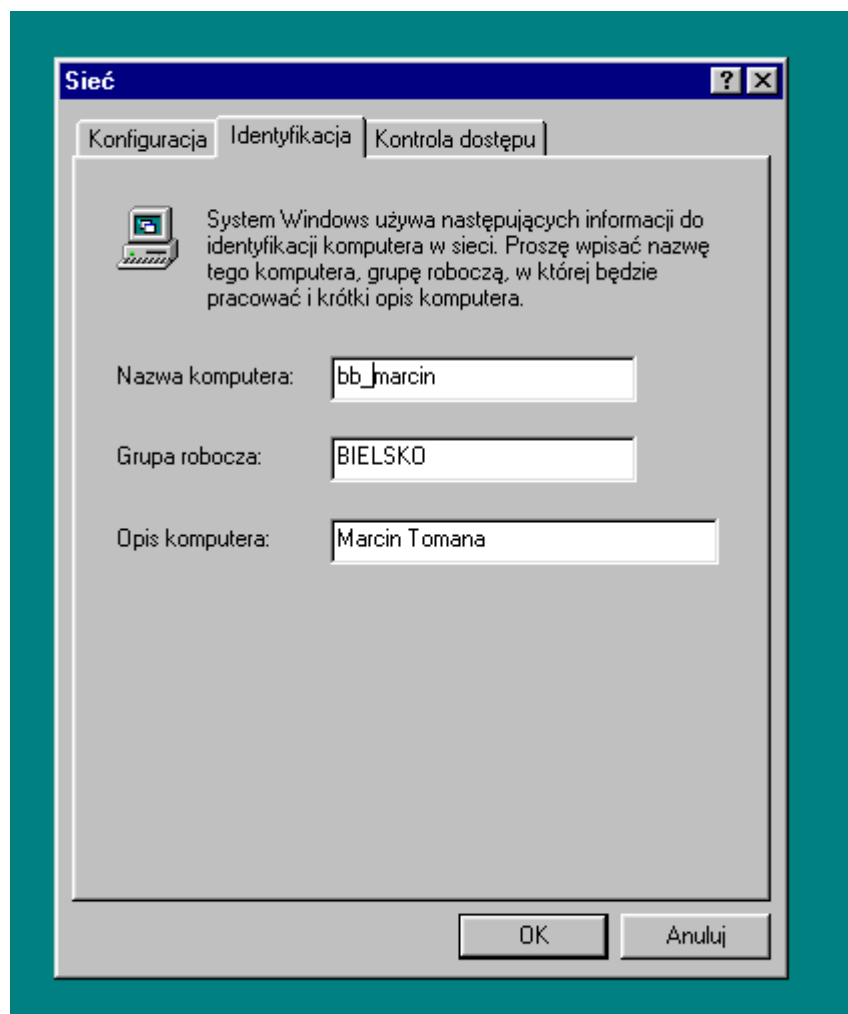 Sieć
Konfiguracja Identyfikacja Kontrola dostępu
System Windows używa następujących informacji do
identyfikacji komputera w sieci. Proszę wpisać nazwę
tego komputera, grupę roboczą, w której będzie
pracować i krótki opis komputera.
Nazwa komputera: bb_marcin
Grupa robocza: BIELSKO
Opis komputera: Marcin Tomana
OK Anuluj